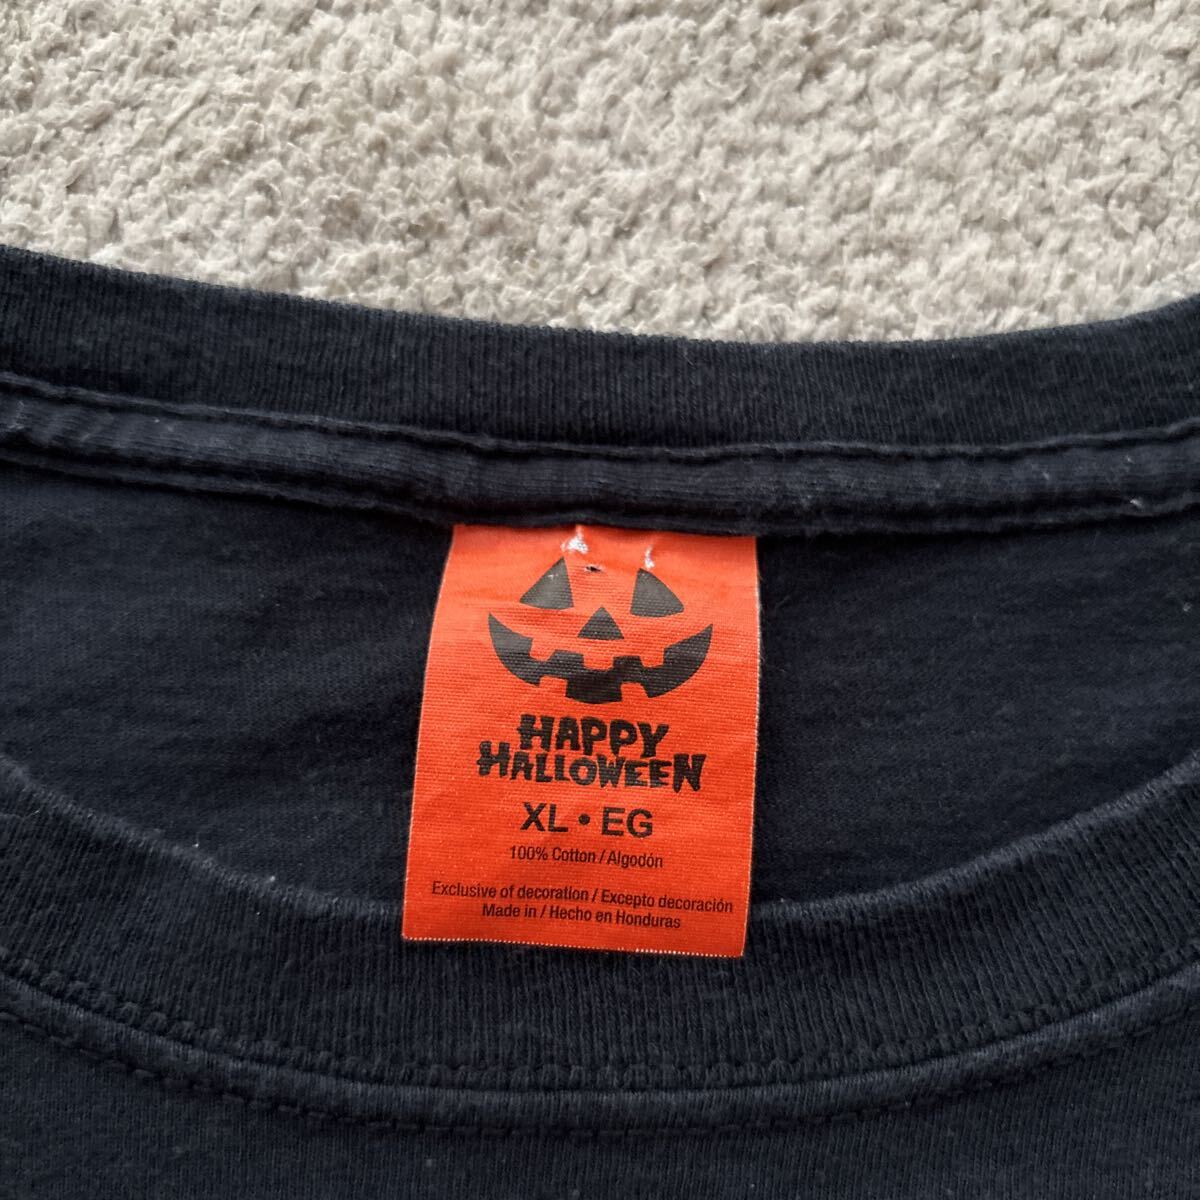 HAPPY
HALLOWEEN
XL • EG
100% Cotton / Algodón
Exclusive of decoration / Excepto decoración
Made in / Hecho en Honduras